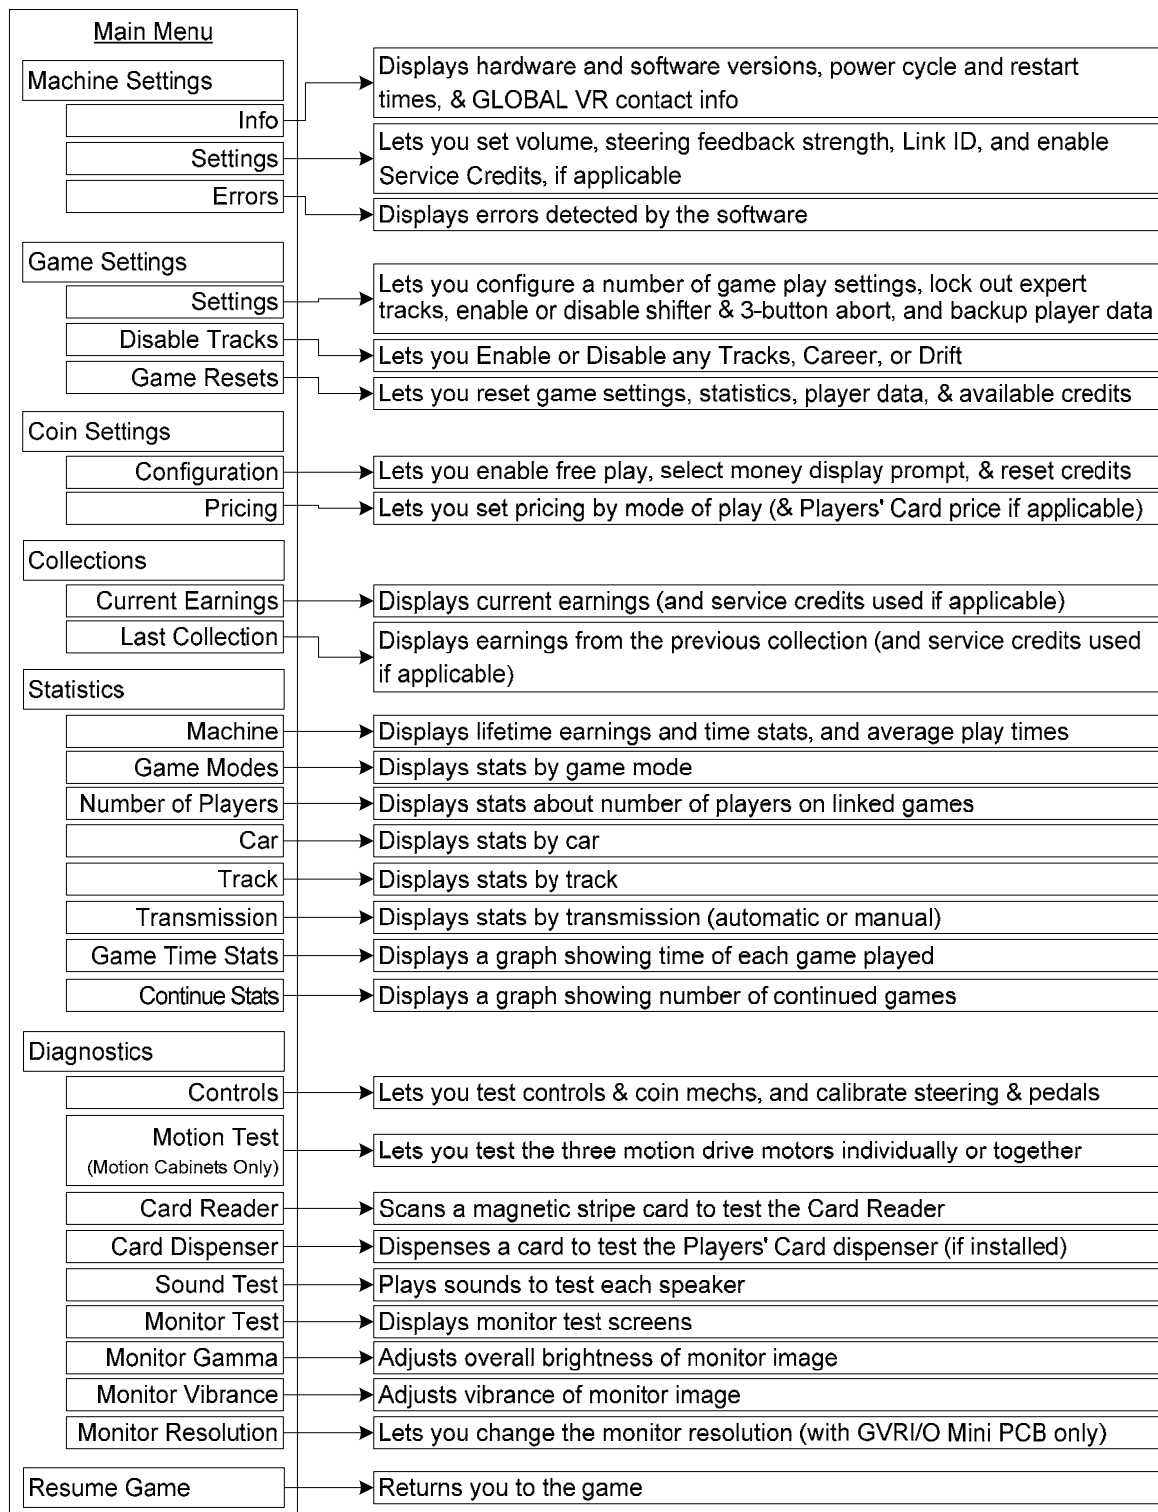 Main Menu
Machine Settings
Info
Displays hardware and software versions, power cycle and restart
times, & GLOBAL VR contact info
Settings
Lets you set volume, steering feedback strength, Link ID, and enable
Service Credits, if applicable
Errors
Displays errors detected by the software
Game Settings
Settings
Lets you configure a number of game play settings, lock out expert
tracks, enable or disable shifter & 3-button abort, and backup player data
Disable Tracks
Lets you Enable or Disable any Tracks, Career, or Drift
Game Resets
Lets you reset game settings, statistics, player data, & available credits
Coin Settings
Configuration
Lets you enable free play, select money display prompt, & reset credits
Pricing
Lets you set pricing by mode of play (& Players' Card price if applicable)
Collections
Current Earnings
Displays current earnings (and service credits used if applicable)
Last Collection
Displays earnings from the previous collection (and service credits used
if applicable)
Statistics
Machine
Displays lifetime earnings and time stats, and average play times
Game Modes
Displays stats by game mode
Number of Players
Displays stats about number of players on linked games
Car
Displays stats by car
Track
Displays stats by track
Transmission
Displays stats by transmission (automatic or manual)
Game Time Stats
Displays a graph showing time of each game played
Continue Stats
Displays a graph showing number of continued games
Diagnostics
Controls
Lets you test controls & coin mechs, and calibrate steering & pedals
Motion Test
(Motion Cabinets Only)
Lets you test the three motion drive motors individually or together
Card Reader
Scans a magnetic stripe card to test the Card Reader
Card Dispenser
Dispenses a card to test the Players' Card dispenser (if installed)
Sound Test
Plays sounds to test each speaker
Monitor Test
Displays monitor test screens
Monitor Gamma
Adjusts overall brightness of monitor image
Monitor Vibrance
Adjusts vibrance of monitor image
Monitor Resolution
Lets you change the monitor resolution (with GVRI/O Mini PCB only)
Resume Game
Returns you to the game